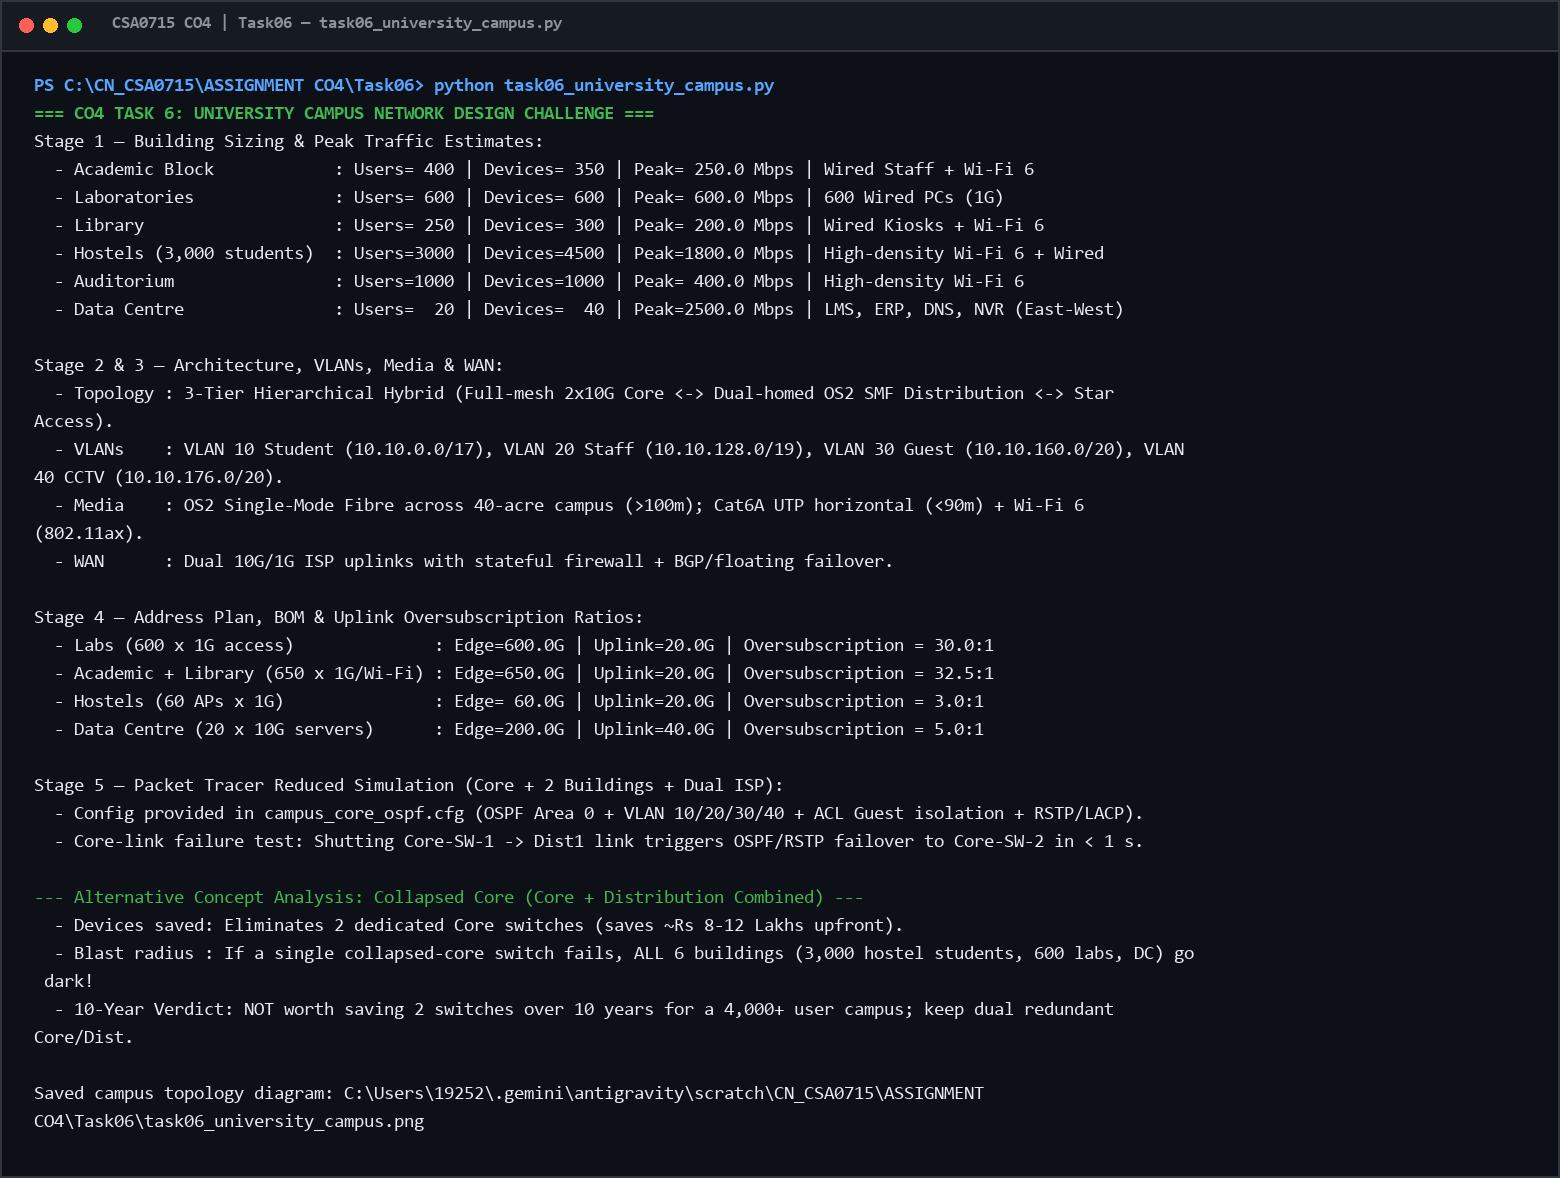 CSA0715 CO4 | Task06 — task06_university_campus.py
PS C:\CN_CSA0715\ASSIGNMENT CO4\Task06> python task06_university_campus.py
=== CO4 TASK 6: UNIVERSITY CAMPUS NETWORK DESIGN CHALLENGE ===
Stage 1 — Building Sizing & Peak Traffic Estimates:
  - Academic Block            : Users= 400 | Devices= 350 | Peak= 250.0 Mbps | Wired Staff + Wi-Fi 6
  - Laboratories              : Users= 600 | Devices= 600 | Peak= 600.0 Mbps | 600 Wired PCs (1G)
  - Library                   : Users= 250 | Devices= 300 | Peak= 200.0 Mbps | Wired Kiosks + Wi-Fi 6
  - Hostels (3,000 students)  : Users=3000 | Devices=4500 | Peak=1800.0 Mbps | High-density Wi-Fi 6 + Wired
  - Auditorium                : Users=1000 | Devices=1000 | Peak= 400.0 Mbps | High-density Wi-Fi 6
  - Data Centre               : Users=  20 | Devices=  40 | Peak=2500.0 Mbps | LMS, ERP, DNS, NVR (East-West)
Stage 2 & 3 — Architecture, VLANs, Media & WAN:
  - Topology : 3-Tier Hierarchical Hybrid (Full-mesh 2x10G Core <-> Dual-homed OS2 SMF Distribution <-> Star
Access).
  - VLANs    : VLAN 10 Student (10.10.0.0/17), VLAN 20 Staff (10.10.128.0/19), VLAN 30 Guest (10.10.160.0/20), VLAN
40 CCTV (10.10.176.0/20).
  - Media    : OS2 Single-Mode Fibre across 40-acre campus (>100m); Cat6A UTP horizontal (<90m) + Wi-Fi 6
(802.11ax).
  - WAN      : Dual 10G/1G ISP uplinks with stateful firewall + BGP/floating failover.
Stage 4 — Address Plan, BOM & Uplink Oversubscription Ratios:
  - Labs (600 x 1G access)              : Edge=600.0G | Uplink=20.0G | Oversubscription = 30.0:1
  - Academic + Library (650 x 1G/Wi-Fi) : Edge=650.0G | Uplink=20.0G | Oversubscription = 32.5:1
  - Hostels (60 APs x 1G)               : Edge= 60.0G | Uplink=20.0G | Oversubscription = 3.0:1
  - Data Centre (20 x 10G servers)      : Edge=200.0G | Uplink=40.0G | Oversubscription = 5.0:1
Stage 5 — Packet Tracer Reduced Simulation (Core + 2 Buildings + Dual ISP):
  - Config provided in campus_core_ospf.cfg (OSPF Area 0 + VLAN 10/20/30/40 + ACL Guest isolation + RSTP/LACP).
  - Core-link failure test: Shutting Core-SW-1 -> Dist1 link triggers OSPF/RSTP failover to Core-SW-2 in < 1 s.
--- Alternative Concept Analysis: Collapsed Core (Core + Distribution Combined) ---
  - Devices saved: Eliminates 2 dedicated Core switches (saves ~Rs 8-12 Lakhs upfront).
  - Blast radius : If a single collapsed-core switch fails, ALL 6 buildings (3,000 hostel students, 600 labs, DC) go
 dark!
  - 10-Year Verdict: NOT worth saving 2 switches over 10 years for a 4,000+ user campus; keep dual redundant
Core/Dist.
Saved campus topology diagram: C:\Users\19252\.gemini\antigravity\scratch\CN_CSA0715\ASSIGNMENT
CO4\Task06\task06_university_campus.png